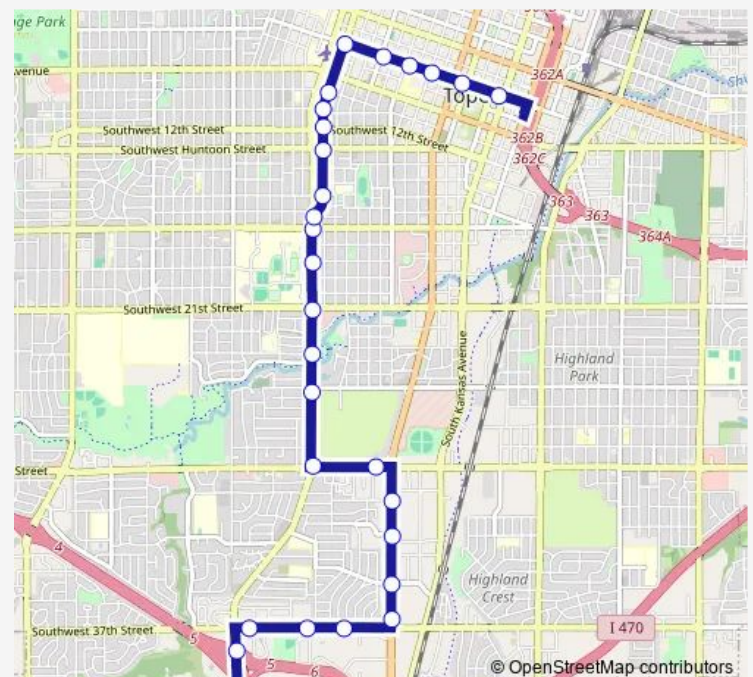 362B
age Park
362A
venue
Tope
Southwest 12th Street
Southwest 12th Street
362B
Southwest Huntoon Street
362C
363
363
364A
Southwest 21st Street
South Kansas Avenue
Highland
Park
Street
4
Highland
Crest
Southwest 37th Street
5
I 470
5
6
© OpenStreetMap contributors